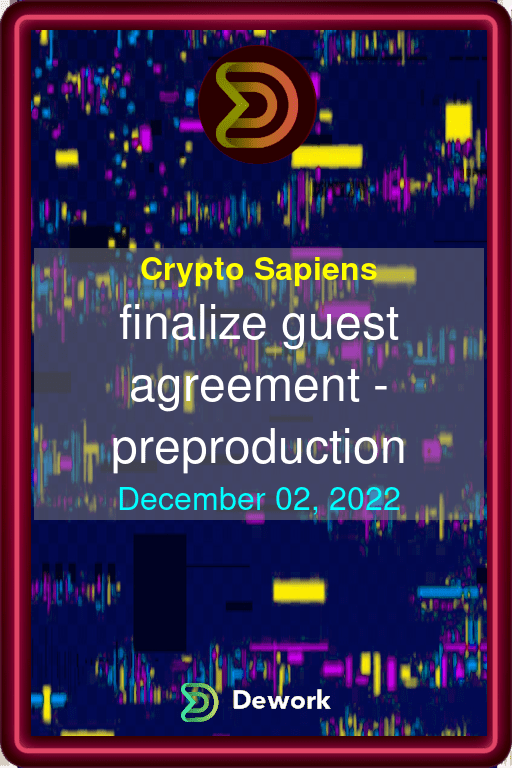 Crypto Sapiens
finalize guest
agreement -
preproduction
December 02, 2022
Dework